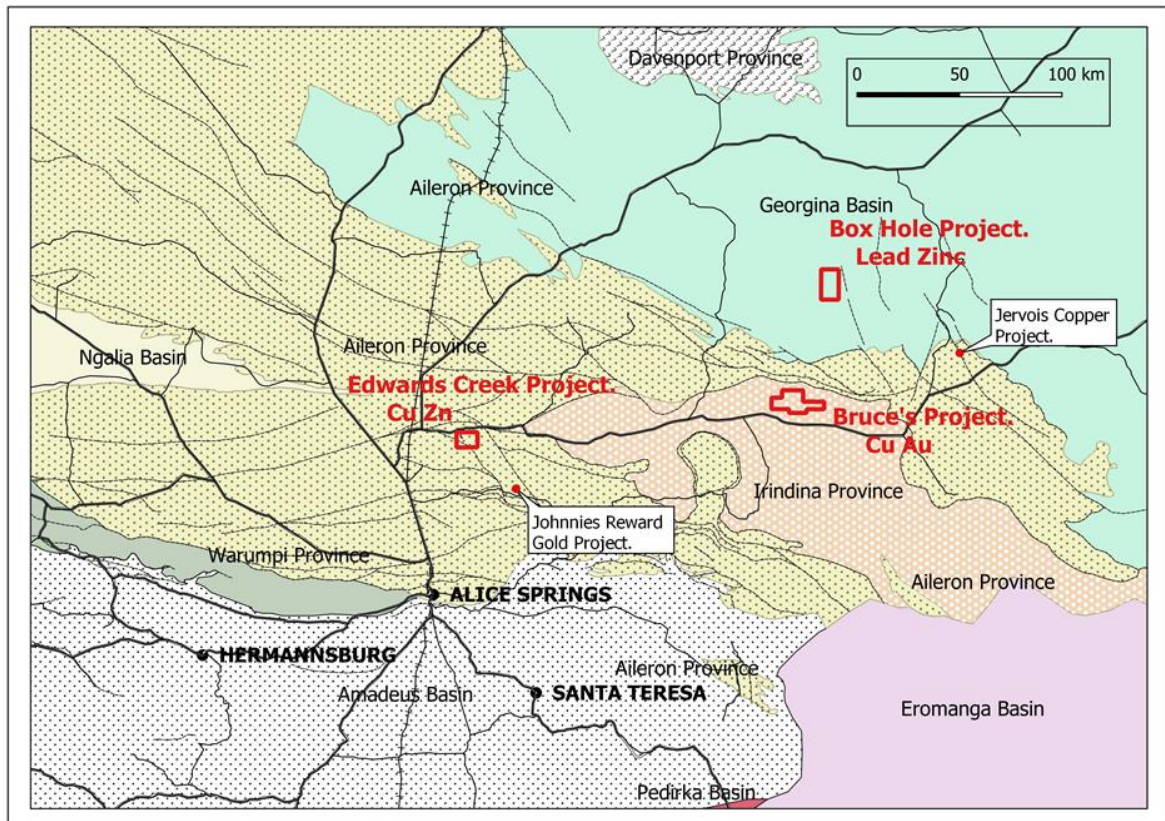 Davenport Province
0 50 100 km
Aileron Province
Georgina Basin
Box Hole Project.
Lead Zinc
Jervois Copper
Project.
Ngalia Basin
Aileron Province
Edwards Creek Project.
Cu Zn
Bruce's Project.
Cu Au
Irindina Province
Johnnies Reward
Gold Project.
Warumpi Province
Aileron Province
ALICE SPRINGS
HERMANNSBURG
Aileron Province
Amadeus Basin
SANTA TERESA
Eromanga Basin
Pedirka Basin